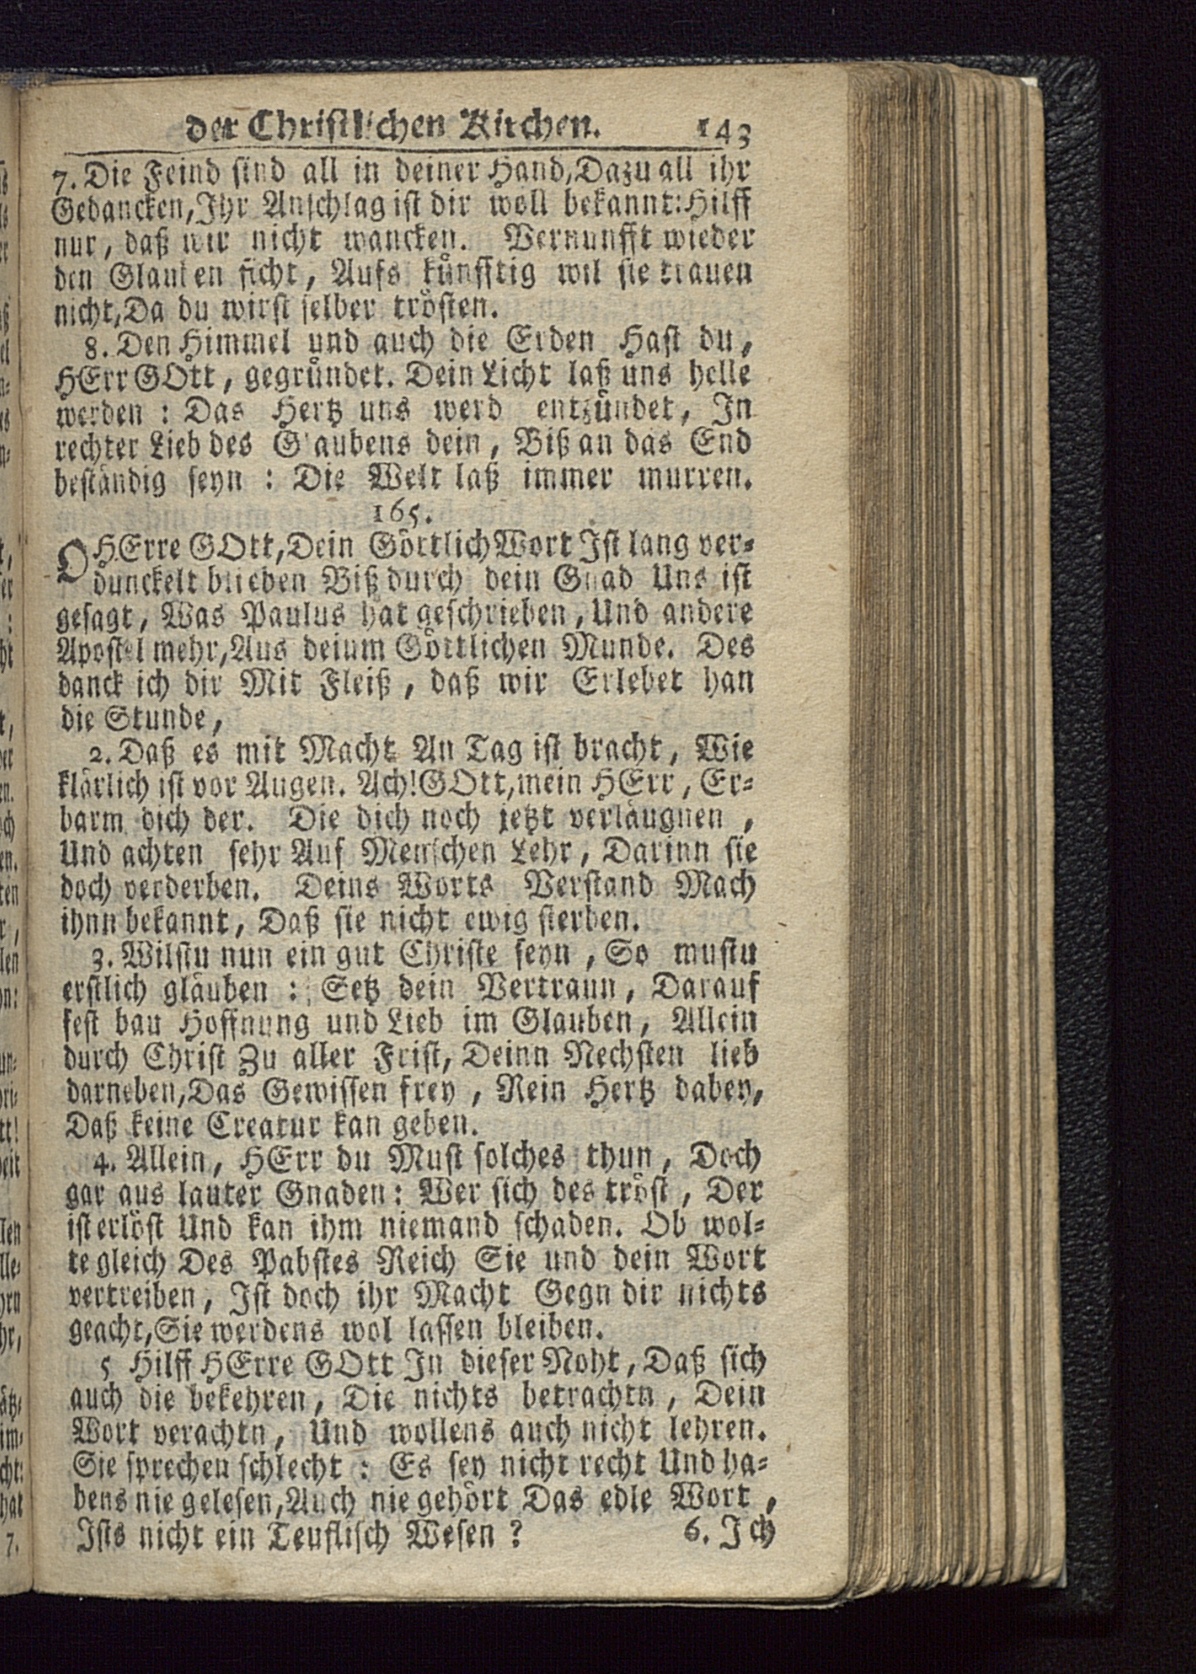 der Christlichen Kirchen. 143
7. Die Feind sind all in deiner Hand, Dazu all ihr
Gedancken, Ihr Anschlag ist dir woll bekannt: Hilff
nur, daß wir nicht wancken. Vernunfft wieder
den Glauben ficht, Aufs künfftig wil sie trauen
nicht, Da du wirst selber trösten.
8. Den Himmel und auch die Erden Hast du,
HErr GOtt, gegründet. Dein Licht laß uns helle
werden: Das Hertz uns werd entzündet, In
rechter Lieb des Glaubens dein, Biß an das End
beständig seyn: Die Welt laß immer murren.
165.
O HErre GOtt, Dein Göttlich Wort Ist lang ver-
dunckelt blieben Biß durch dein Gnad Uns ist
gesagt, Was Paulus hat geschrieben, Und andere
Apostel mehr, Aus deium Göttlichen Munde. Des
danck ich dir Mit Fleiß, daß wir Erlebet han
die Stunde,
2. Daß es mit Macht An Tag ist bracht, Wie
klärlich ist vor Augen. Ach! GOtt, mein HErr, Er-
barm dich der. Die dich noch jetzt verläugnen,
Und achten sehr Auf Menschen Lehr, Darinn sie
doch verderben. Deins Worts Verstand Mach
ihnn bekannt, Daß sie nicht ewig sterben.
3. Wilstu nun ein gut Christe seyn, So mustu
erstlich gläuben: Setz dein Vertraun, Darauf
fest bau Hoffnung und Lieb im Glauben, Allein
durch Christ Zu aller Frist, Deinn Nechsten lieb
darneben, Das Gewissen frey, Rein Hertz dabey,
Daß keine Creatur kan geben.
4. Allein, HErr du Must solches thun, Doch
gar aus lauter Gnaden: Wer sich des tröst, Der
ist erlöst Und kan ihm niemand schaden. Ob wol-
te gleich Des Pabstes Reich Sie und dein Wort
vertreiben, Ist doch ihr Macht Gegn dir nichts
geacht, Sie werdens wol lassen bleiben.
5 Hilff HErre GOtt In dieser Noht, Daß sich
auch die bekehren, Die nichts betrachtn, Dein
Wort verachtn, Und wollens auch nicht lehren.
Sie sprechen schlecht: Es sey nicht recht Und ha-
bens nie gelesen, Auch nie gehört Das edle Wort,
Ists nicht ein Teuflisch Wesen? 6. Ich